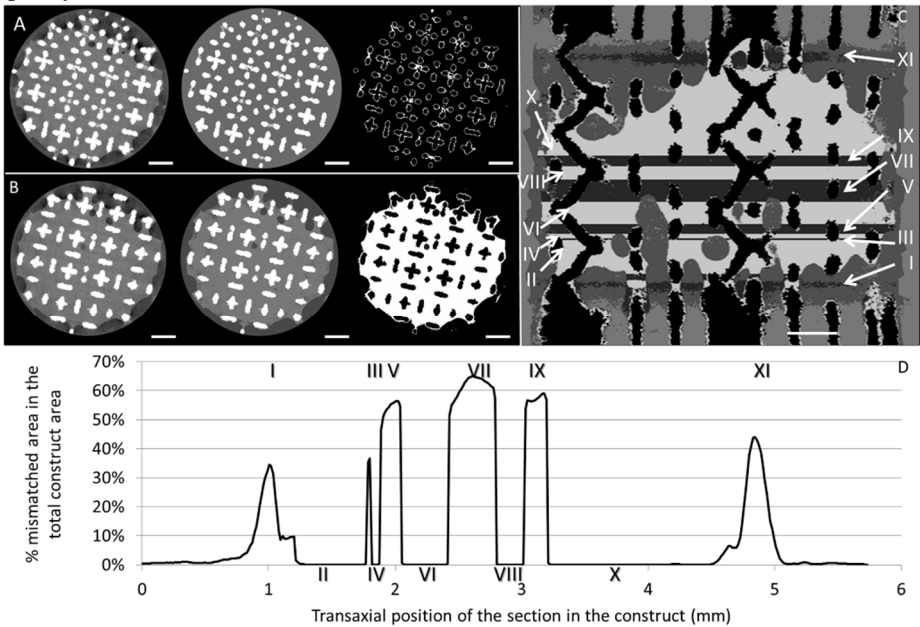 A
B
C
XI
X
IX
VII
VIII
V
VI
III
IV
I
II
D
70%
60%
50%
40%
30%
20%
10%
0%
% mismatched area in the
total construct area
I
III
V
VII
IX
XI
II
IV
VI
VIII
X
0
1
2
3
4
5
6
Transaxial position of the section in the construct (mm)